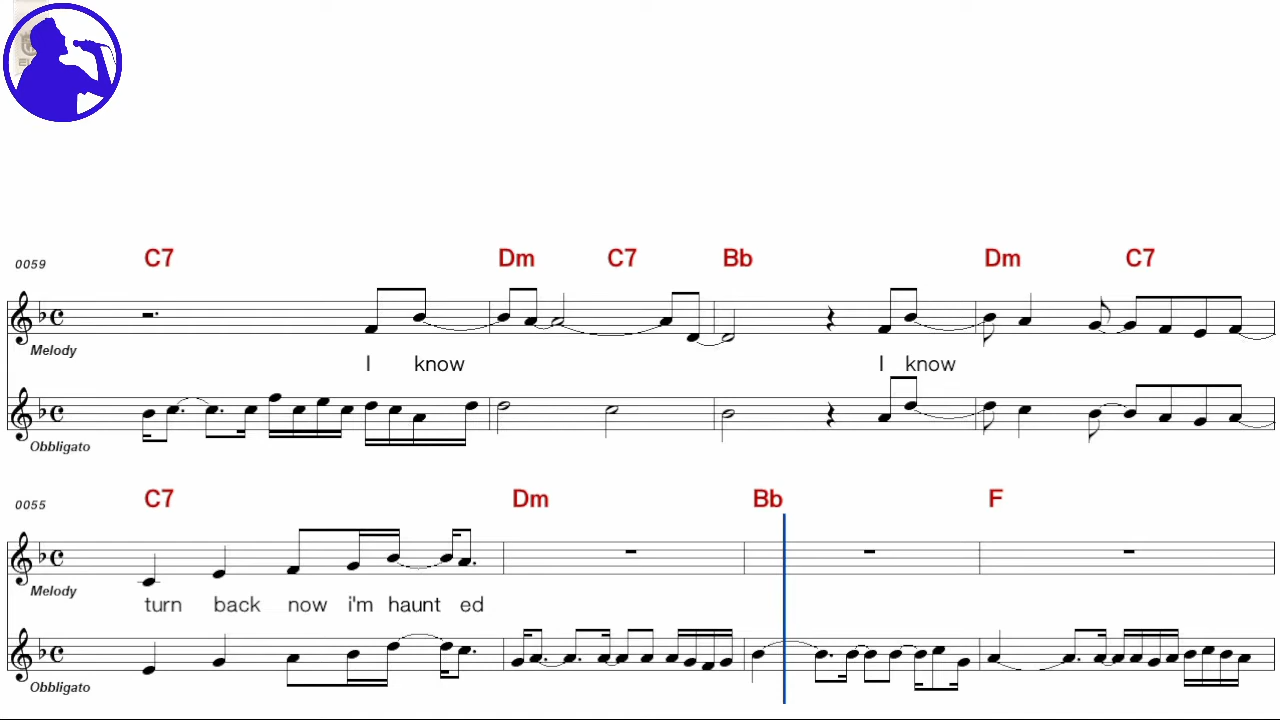 C7 Dm C7 Bb Dm C7
0059
Melody
I know I know
Obbligato
C7 Dm Bb F
0055
Melody
turn back now i'm haunt ed
Obbligato